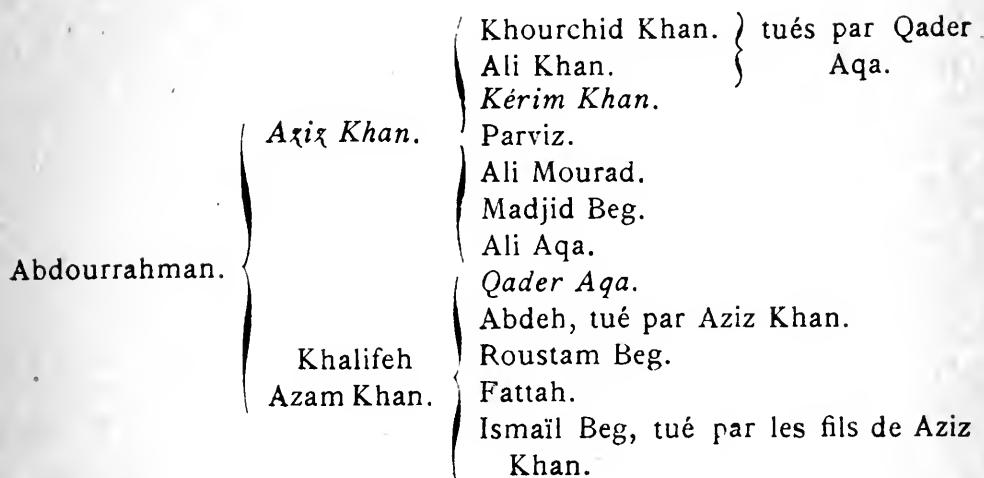 Khourchid Khan. } tués par Qader
Ali Khan. } Aqa.
Kérim Khan.
Aziz Khan. Parviz.
Ali Mourad.
Madjid Beg.
Ali Aqa.
Abdourrahman.
Qader Aqa.
Abdeh, tué par Aziz Khan.
Khalifeh Roustam Beg.
Azam Khan. Fattah.
Ismaïl Beg, tué par les fils de Aziz
Khan.